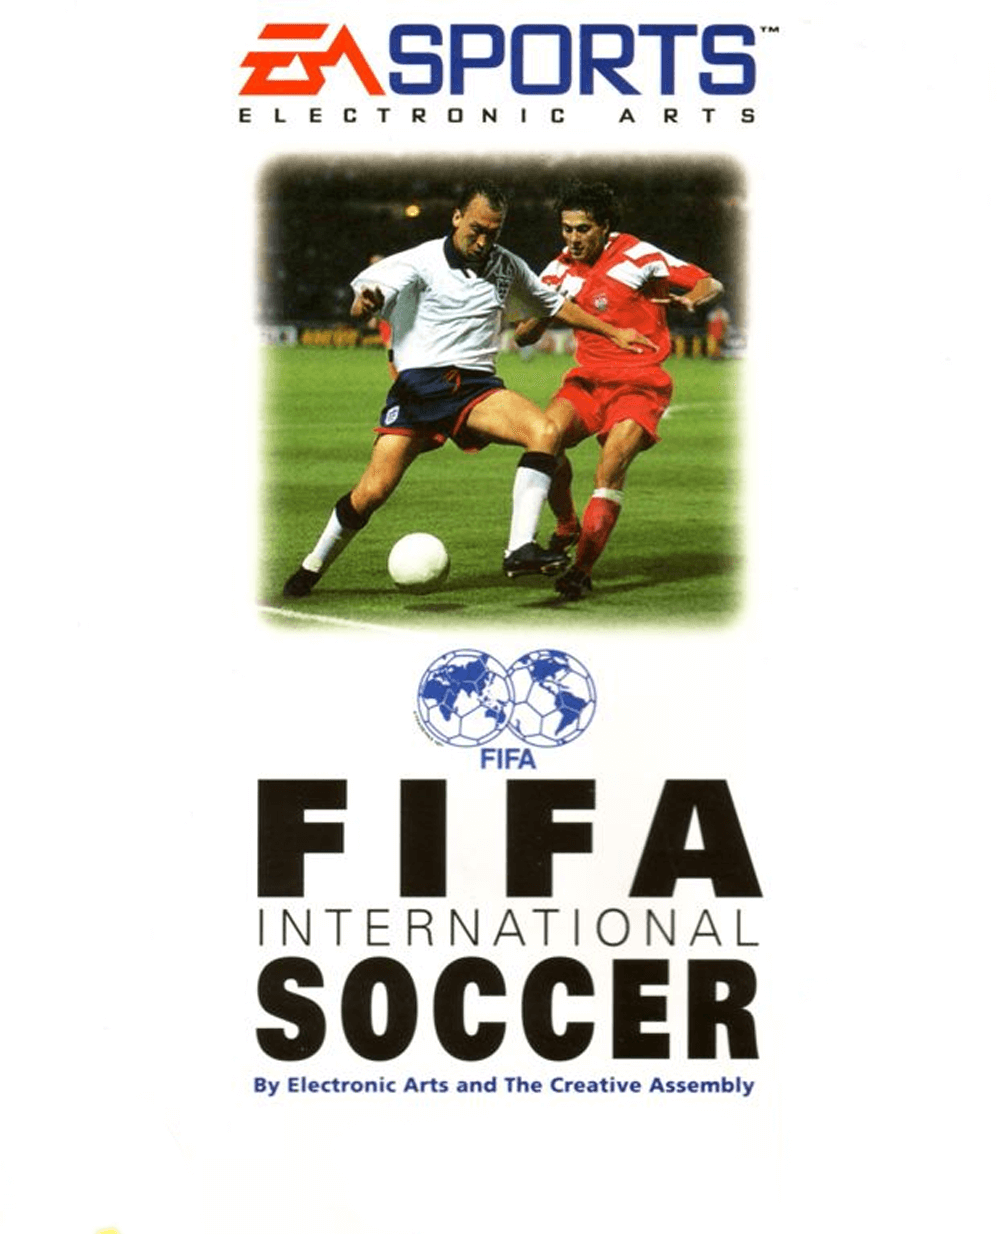 EA SPORTS™
ELECTRONIC ARTS
FIFA
FIFA
INTERNATIONAL
SOCCER
By Electronic Arts and The Creative Assembly